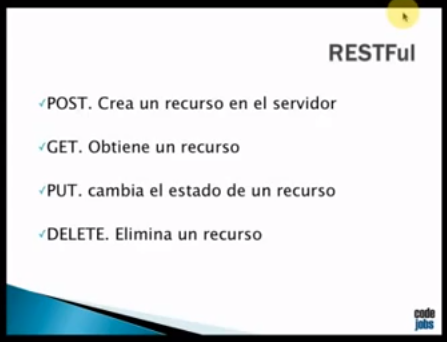 RESTFul
✓POST. Crea un recurso en el servidor
✓GET. Obtiene un recurso
✓PUT. cambia el estado de un recurso
✓DELETE. Elimina un recurso
code
jobs